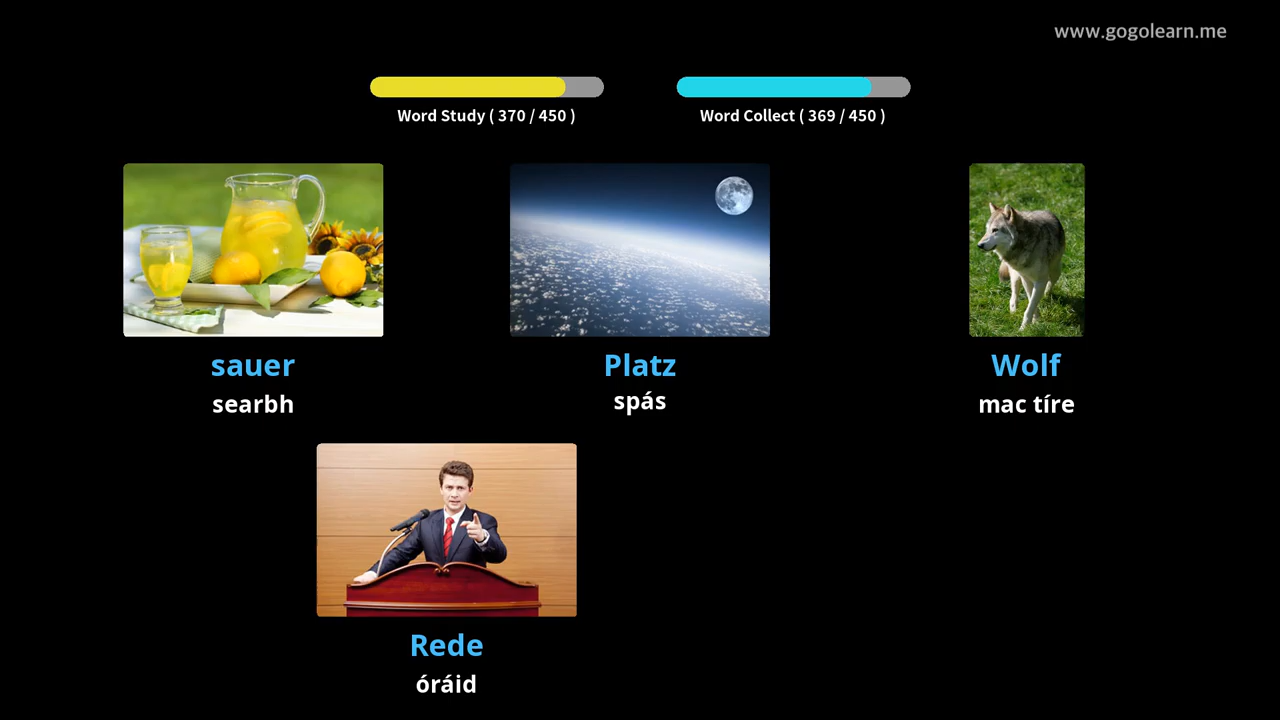 www.gogolearn.me
Word Study ( 370 / 450 )
Word Collect ( 369 / 450 )
sauer
searbh
Platz
spás
Wolf
mac tíre
Rede
óráid